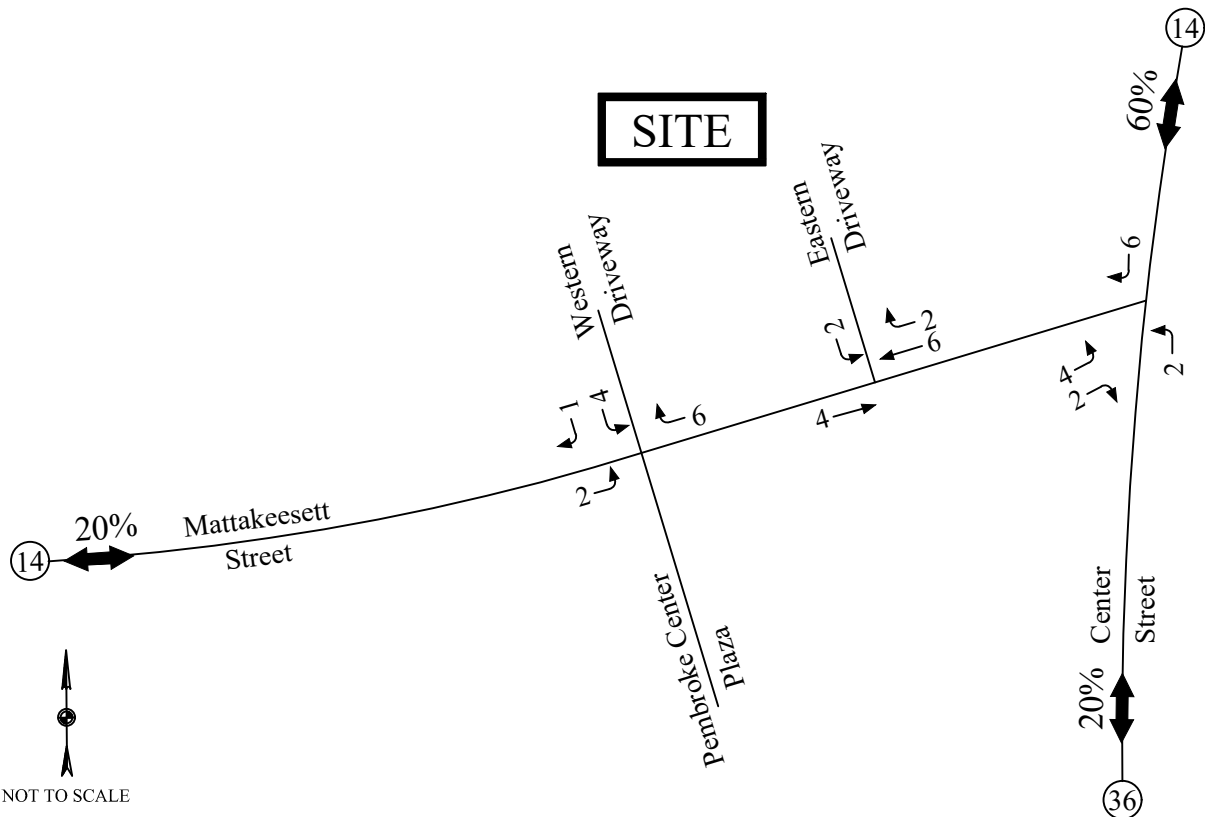 14
60%
SITE
Eastern
Driveway
Western
Driveway
6
2
2
6
2
4
2
4
1
4
6
2
20%
Mattakeesett
Street
14
Pembroke Center
Plaza
Center
Street
20%
36
NOT TO SCALE